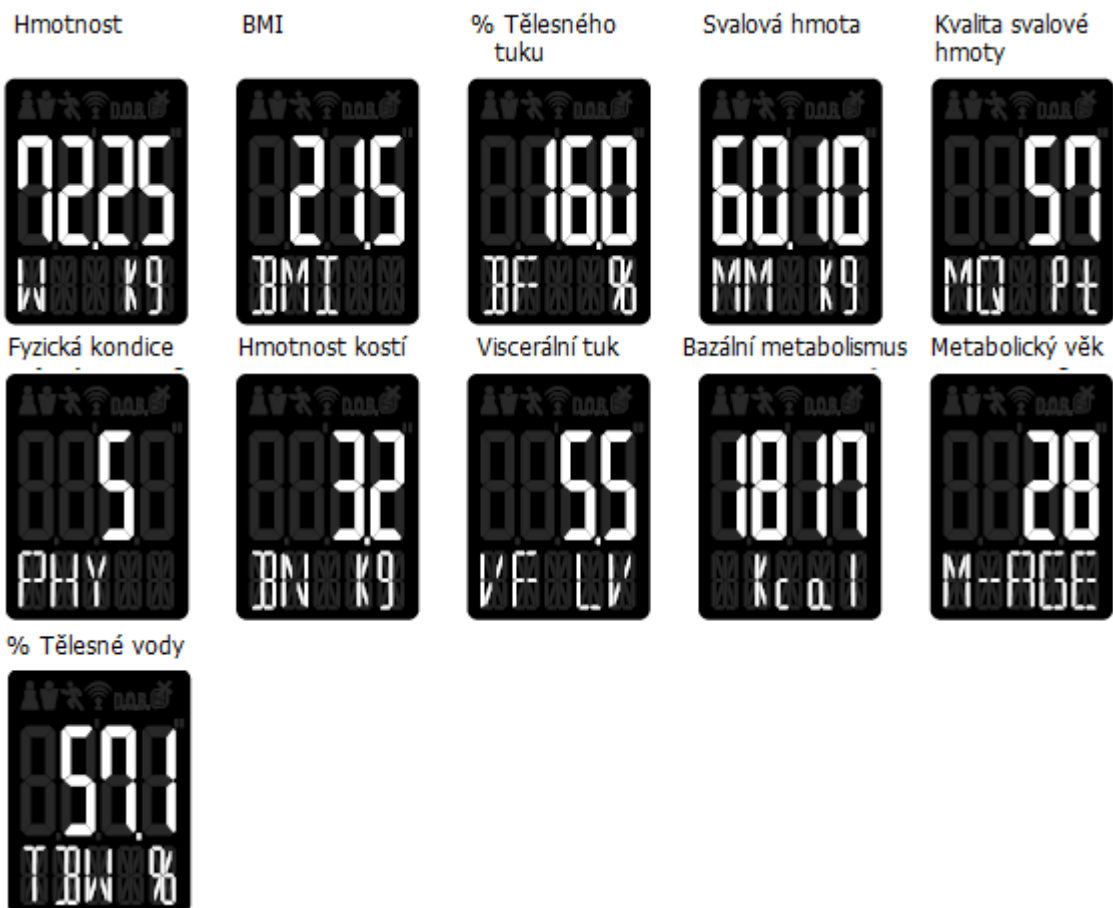 Hmotnost
BMI
% Tělesného
tuku
Svalová hmota
Kvalita svalové
hmoty
72.25
W Kg
21.5
BMI
16.0
BF %
60.10
MM Kg
57
MQ Pt
Fyzická kondice
Hmotnost kostí
Viscerální tuk
Bazální metabolismus
Metabolický věk
5
PHY
3.2
BN Kg
5.5
VF LV
1817
Kcal
28
M-AGE
% Tělesné vody
57.1
TBW %